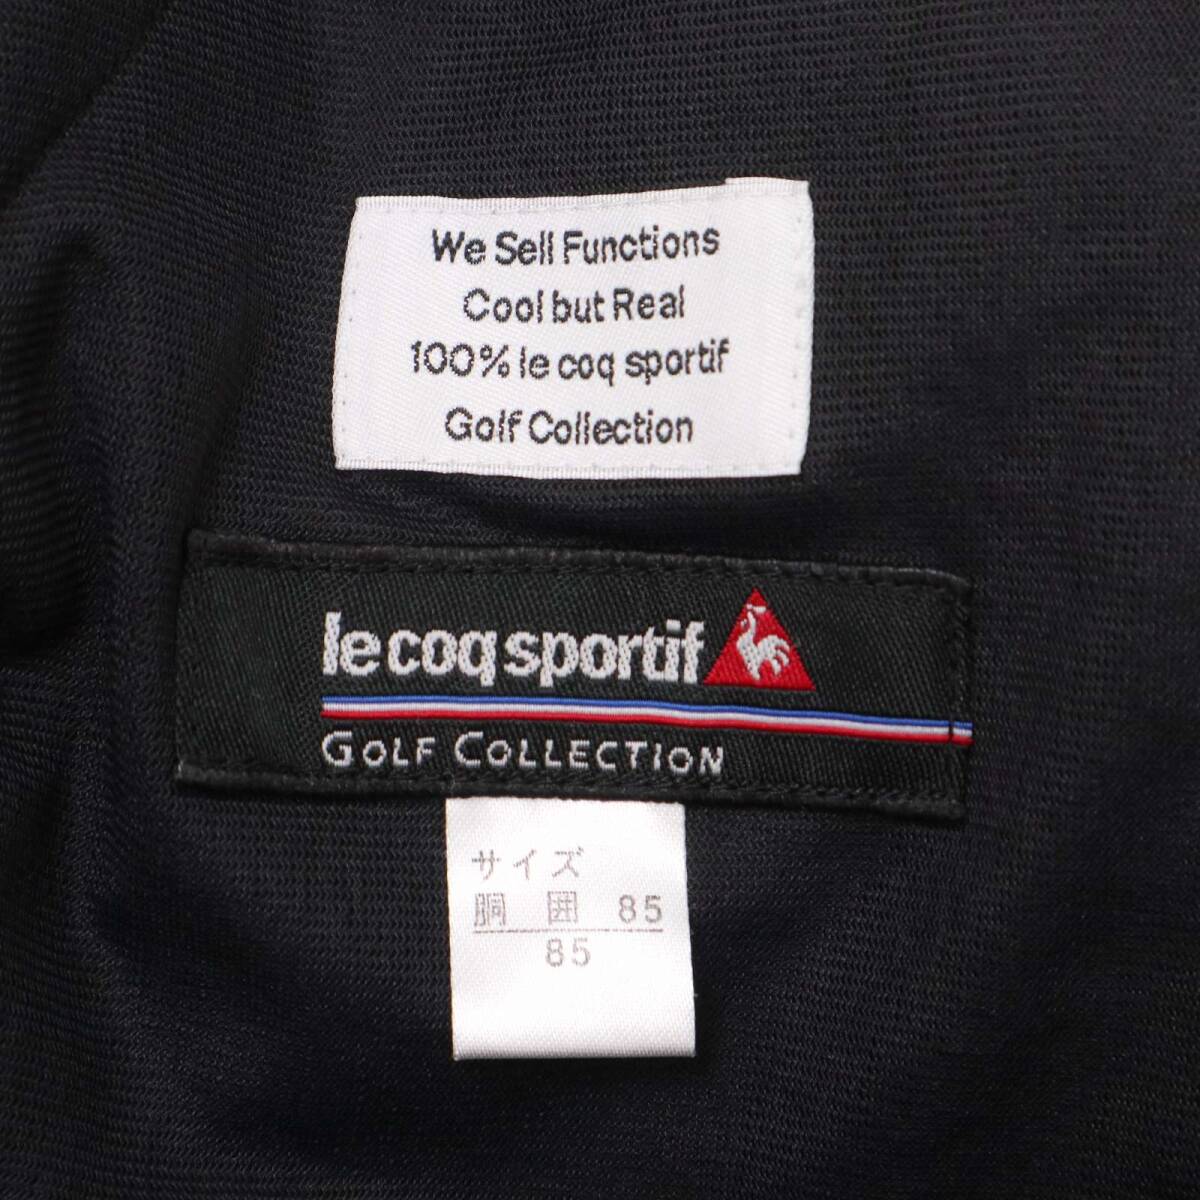 We Sell Functions
Cool but Real
100% le coq sportif
Golf Collection
le coq sportif
GOLF COLLECTION
サイズ
胴 囲 85
85